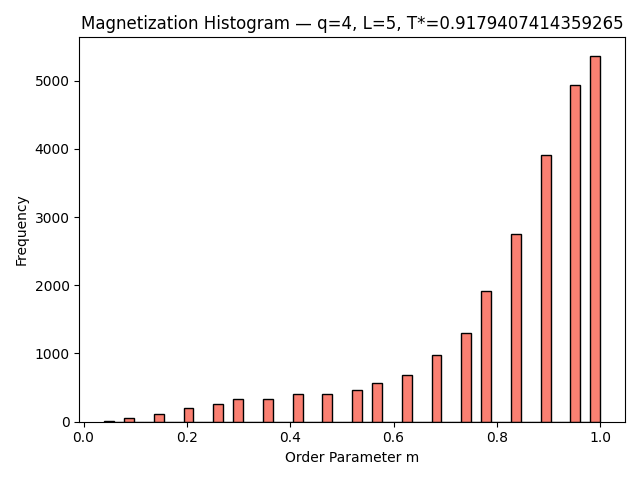 Magnetization Histogram — q=4, L=5, T*=0.9179407414359265
Frequency
5000
4000
3000
2000
1000
0
0.0 0.2 0.4 0.6 0.8 1.0
Order Parameter m